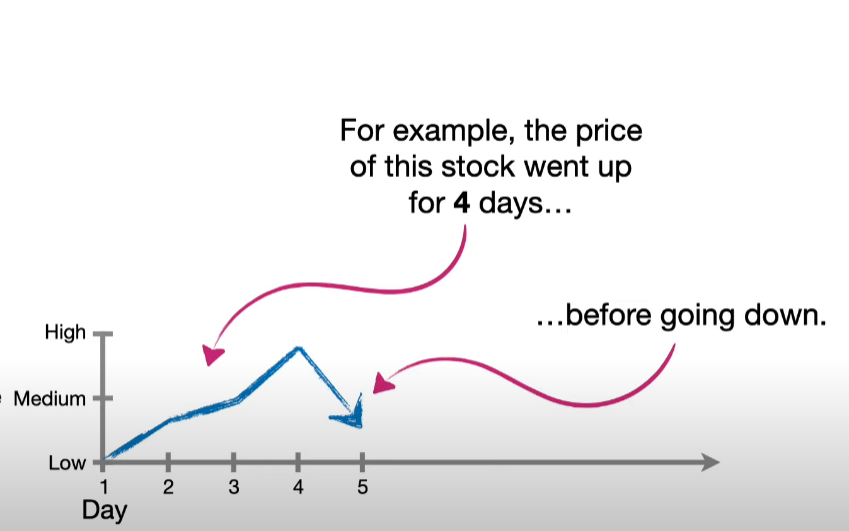 For example, the price
of this stock went up
for 4 days…
…before going down.
High
Medium
Low
1 2 3 4 5
Day